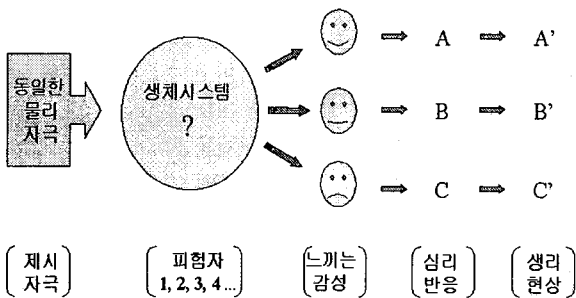 동일한
물리
자극
생체시스템
?
A
A'
B
B'
C
C'
제시
자극
피험자
1, 2, 3, 4 ...
느끼는
감성
심리
반응
생리
현상